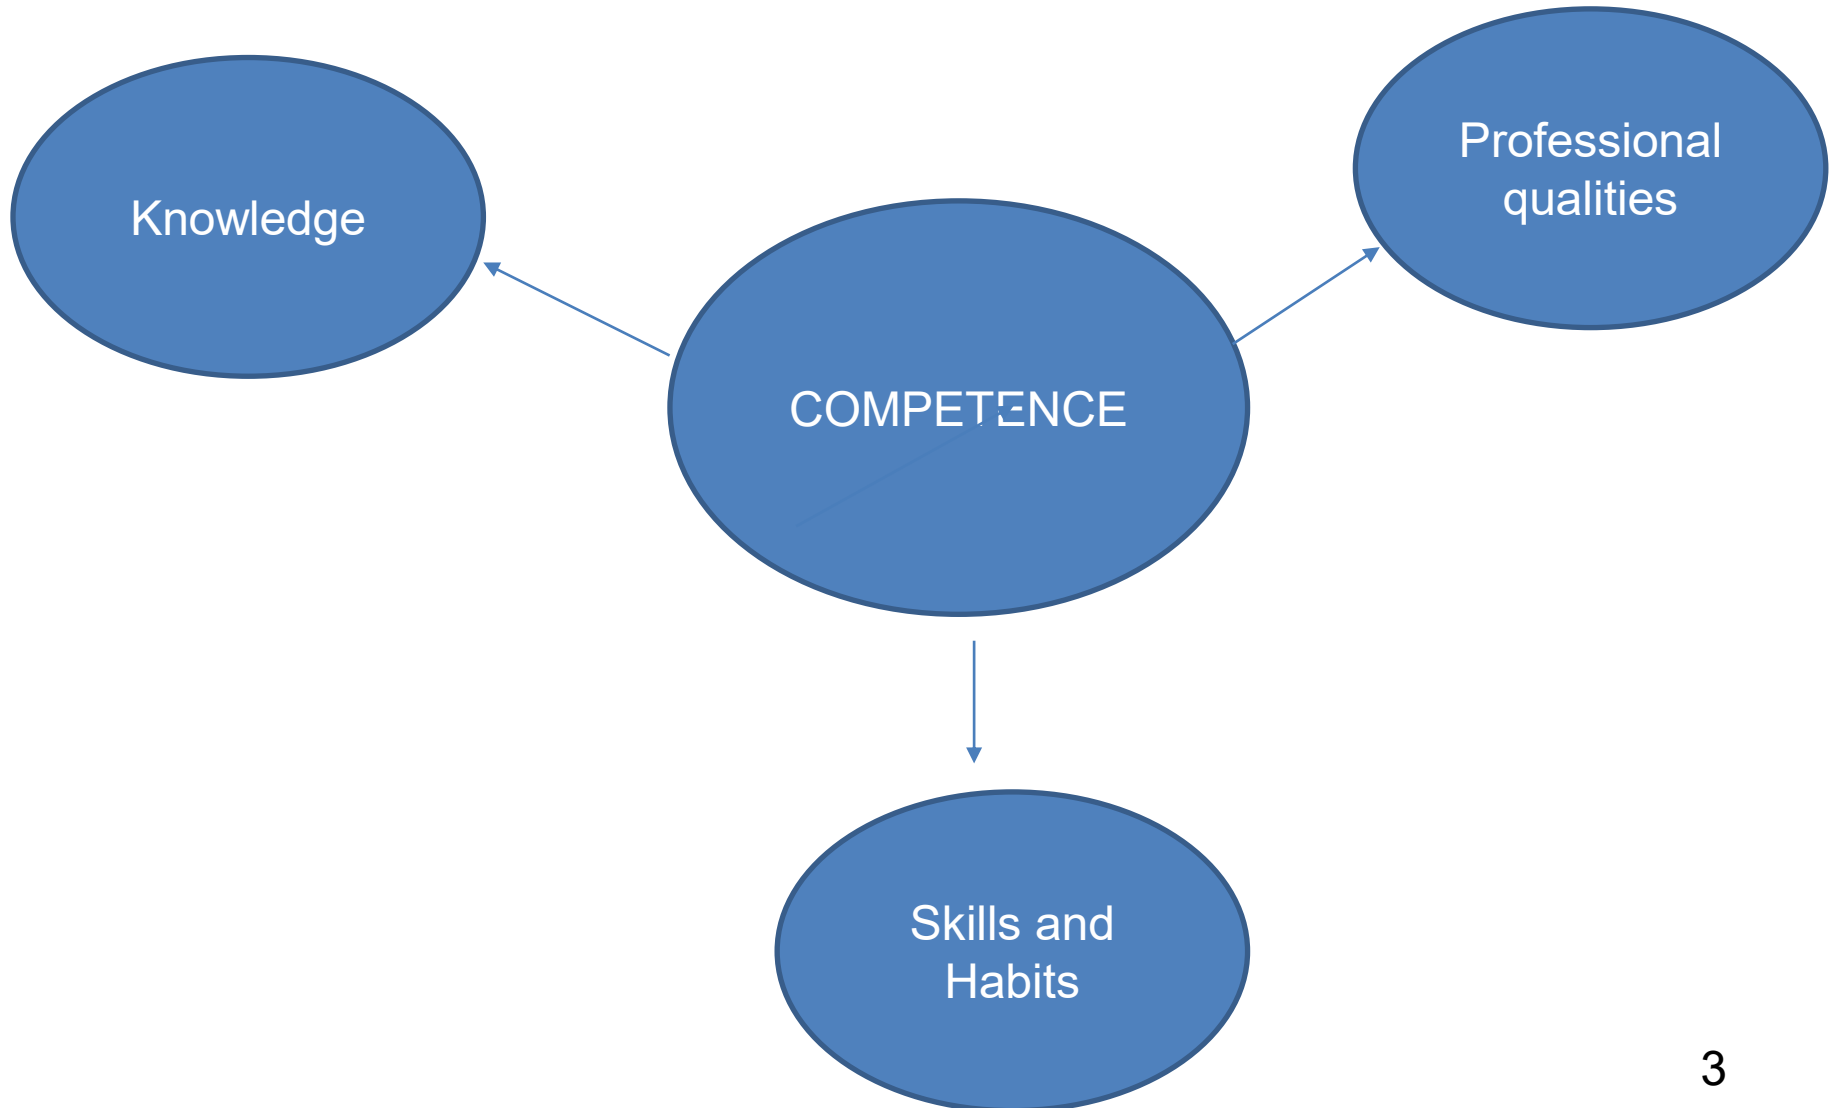 Knowledge
Professional
qualities
COMPETENCE
Skills and
Habits
3